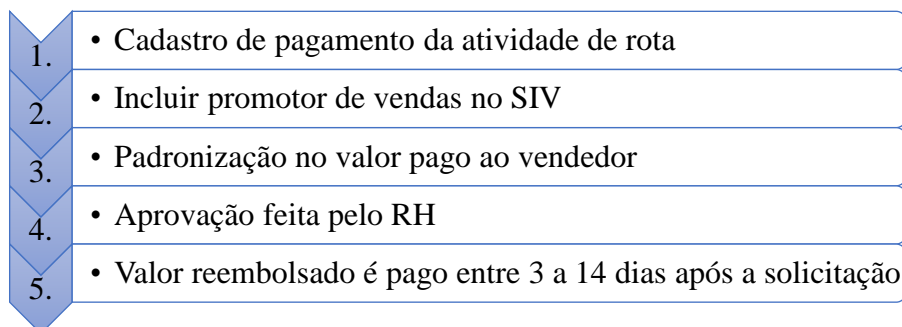 1. • Cadastro de pagamento da atividade de rota
2. • Incluir promotor de vendas no SIV
3. • Padronização no valor pago ao vendedor
4. • Aprovação feita pelo RH
5. • Valor reembolsado é pago entre 3 a 14 dias após a solicitação